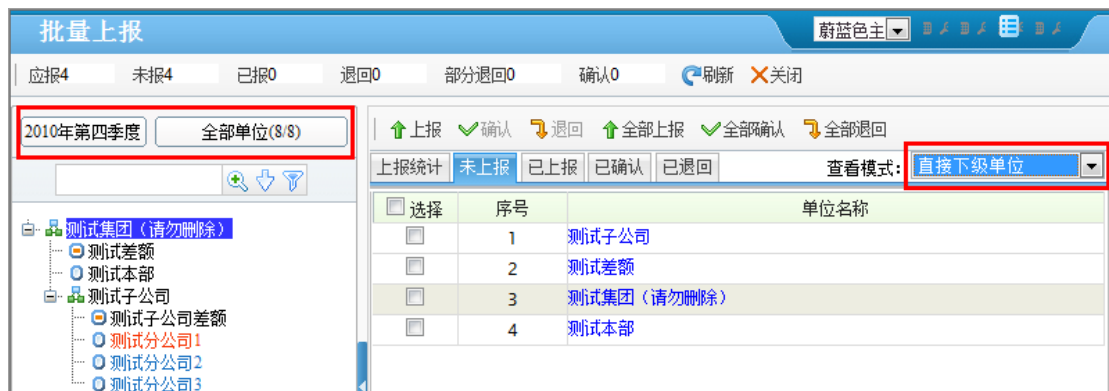 批量上报
蔚蓝色主
应报4 未报4 已报0 退回0 部分退回0 确认0 刷新 关闭
2010年第四季度 全部单位(8/8)
上报 确认 退回 全部上报 全部确认 全部退回
上报统计 未上报 已上报 已确认 已退回 查看模式： 直接下级单位
选择 序号 单位名称
1 测试子公司
2 测试差额
3 测试集团（请勿删除）
4 测试本部
测试集团（请勿删除）
测试差额
测试本部
测试子公司
测试子公司差额
测试分公司1
测试分公司2
测试分公司3